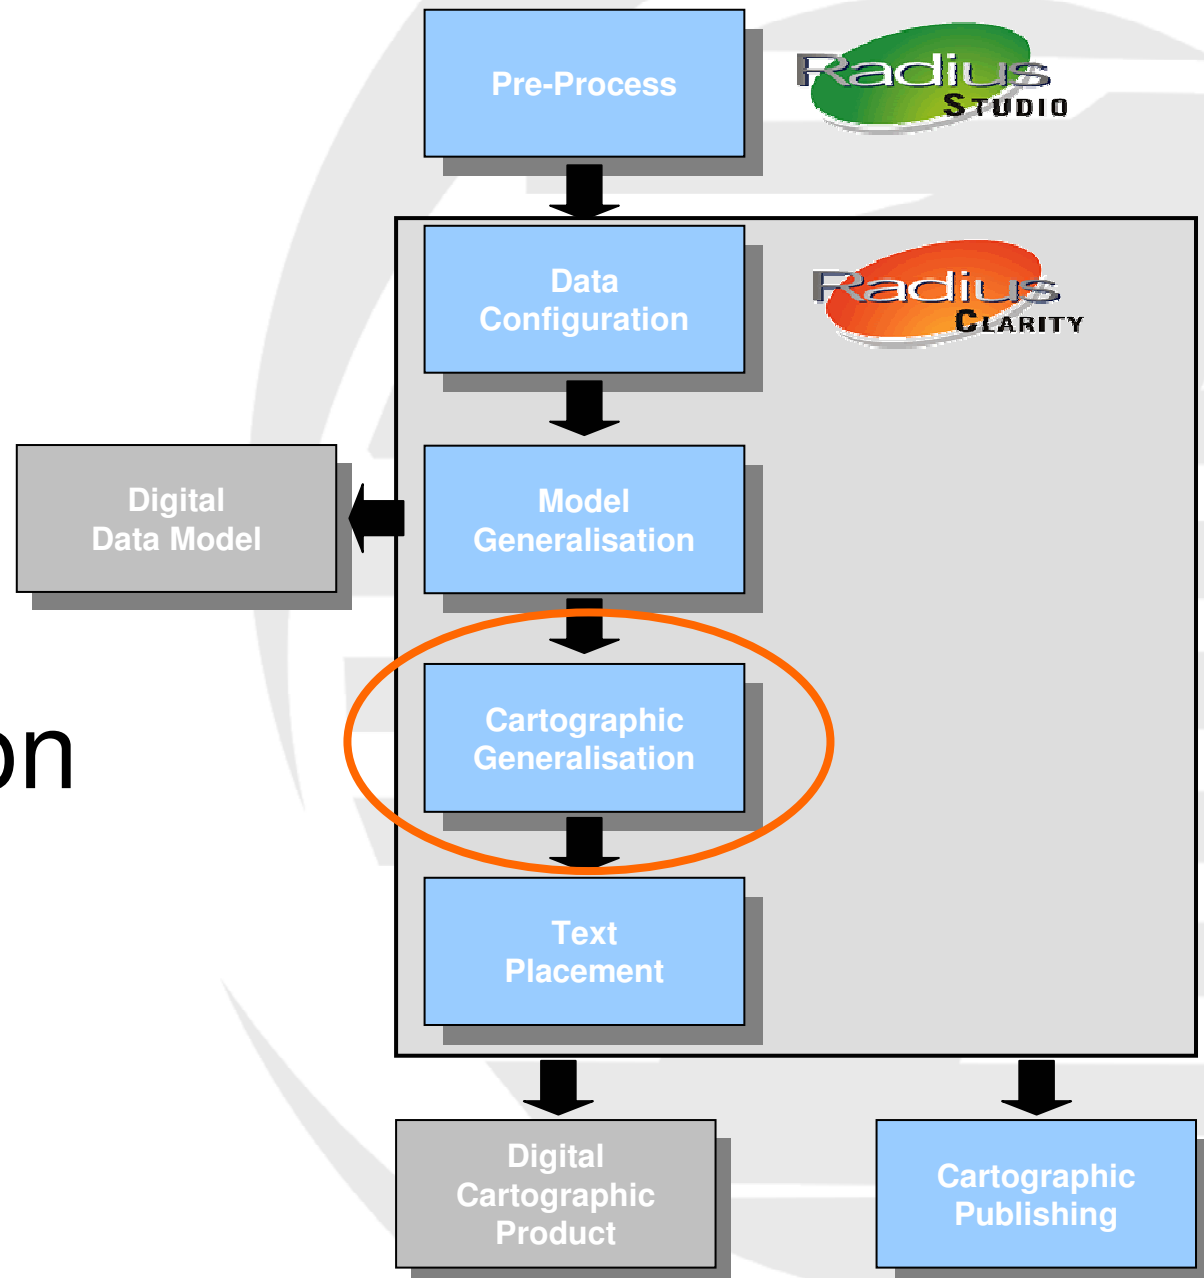 Pre-Process
Radius
STUDIO
Data
Configuration
Radius
CLARITY
Digital
Data Model
Model
Generalisation
on
Cartographic
Generalisation
Text
Placement
Digital
Cartographic
Product
Cartographic
Publishing